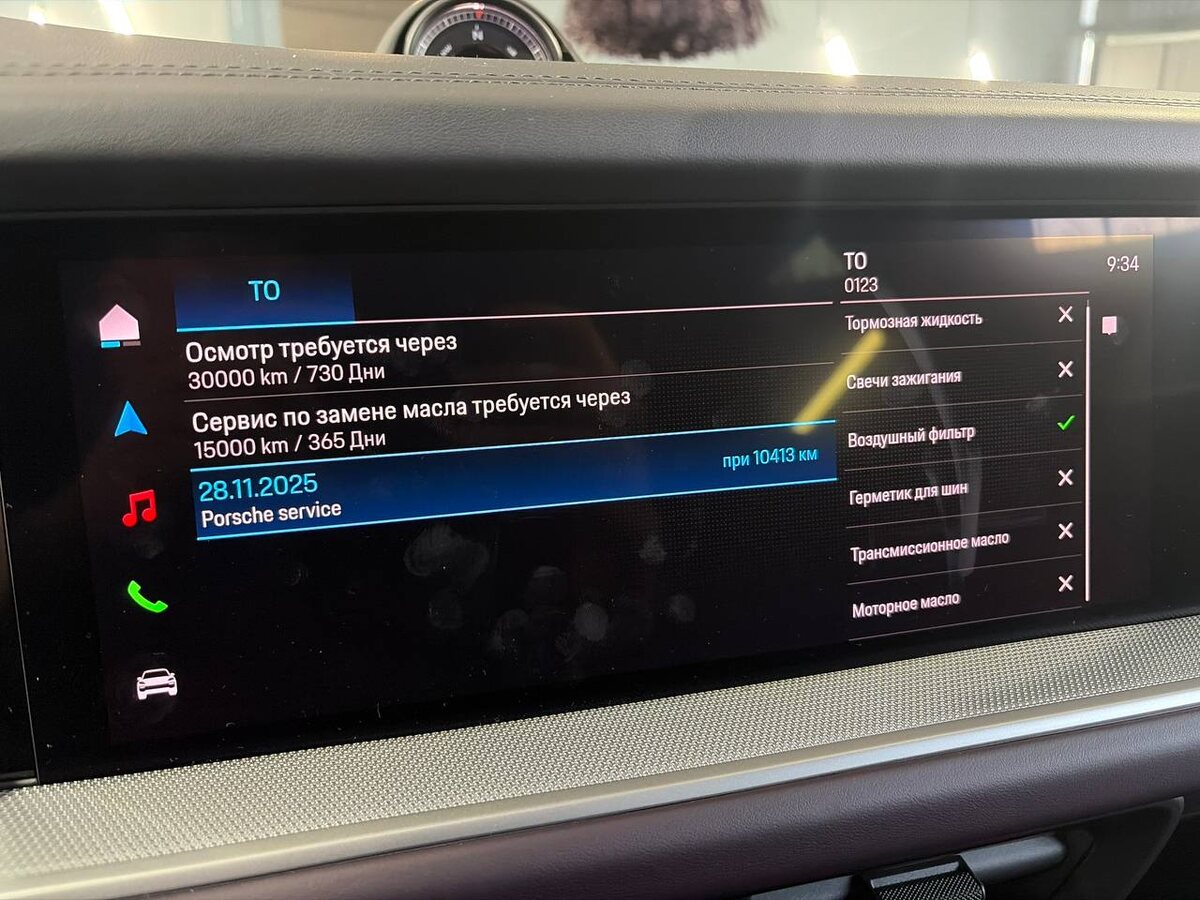 N
ТО
Осмотр требуется через
30000 km / 730 Дни
Сервис по замене масла требуется через
15000 km / 365 Дни
28.11.2025
при 10413 км
Porsche service
ТО
0123
9:34
Тормозная жидкость
Свечи зажигания
Воздушный фильтр
Герметик для шин
Трансмиссионное масло
Моторное масло